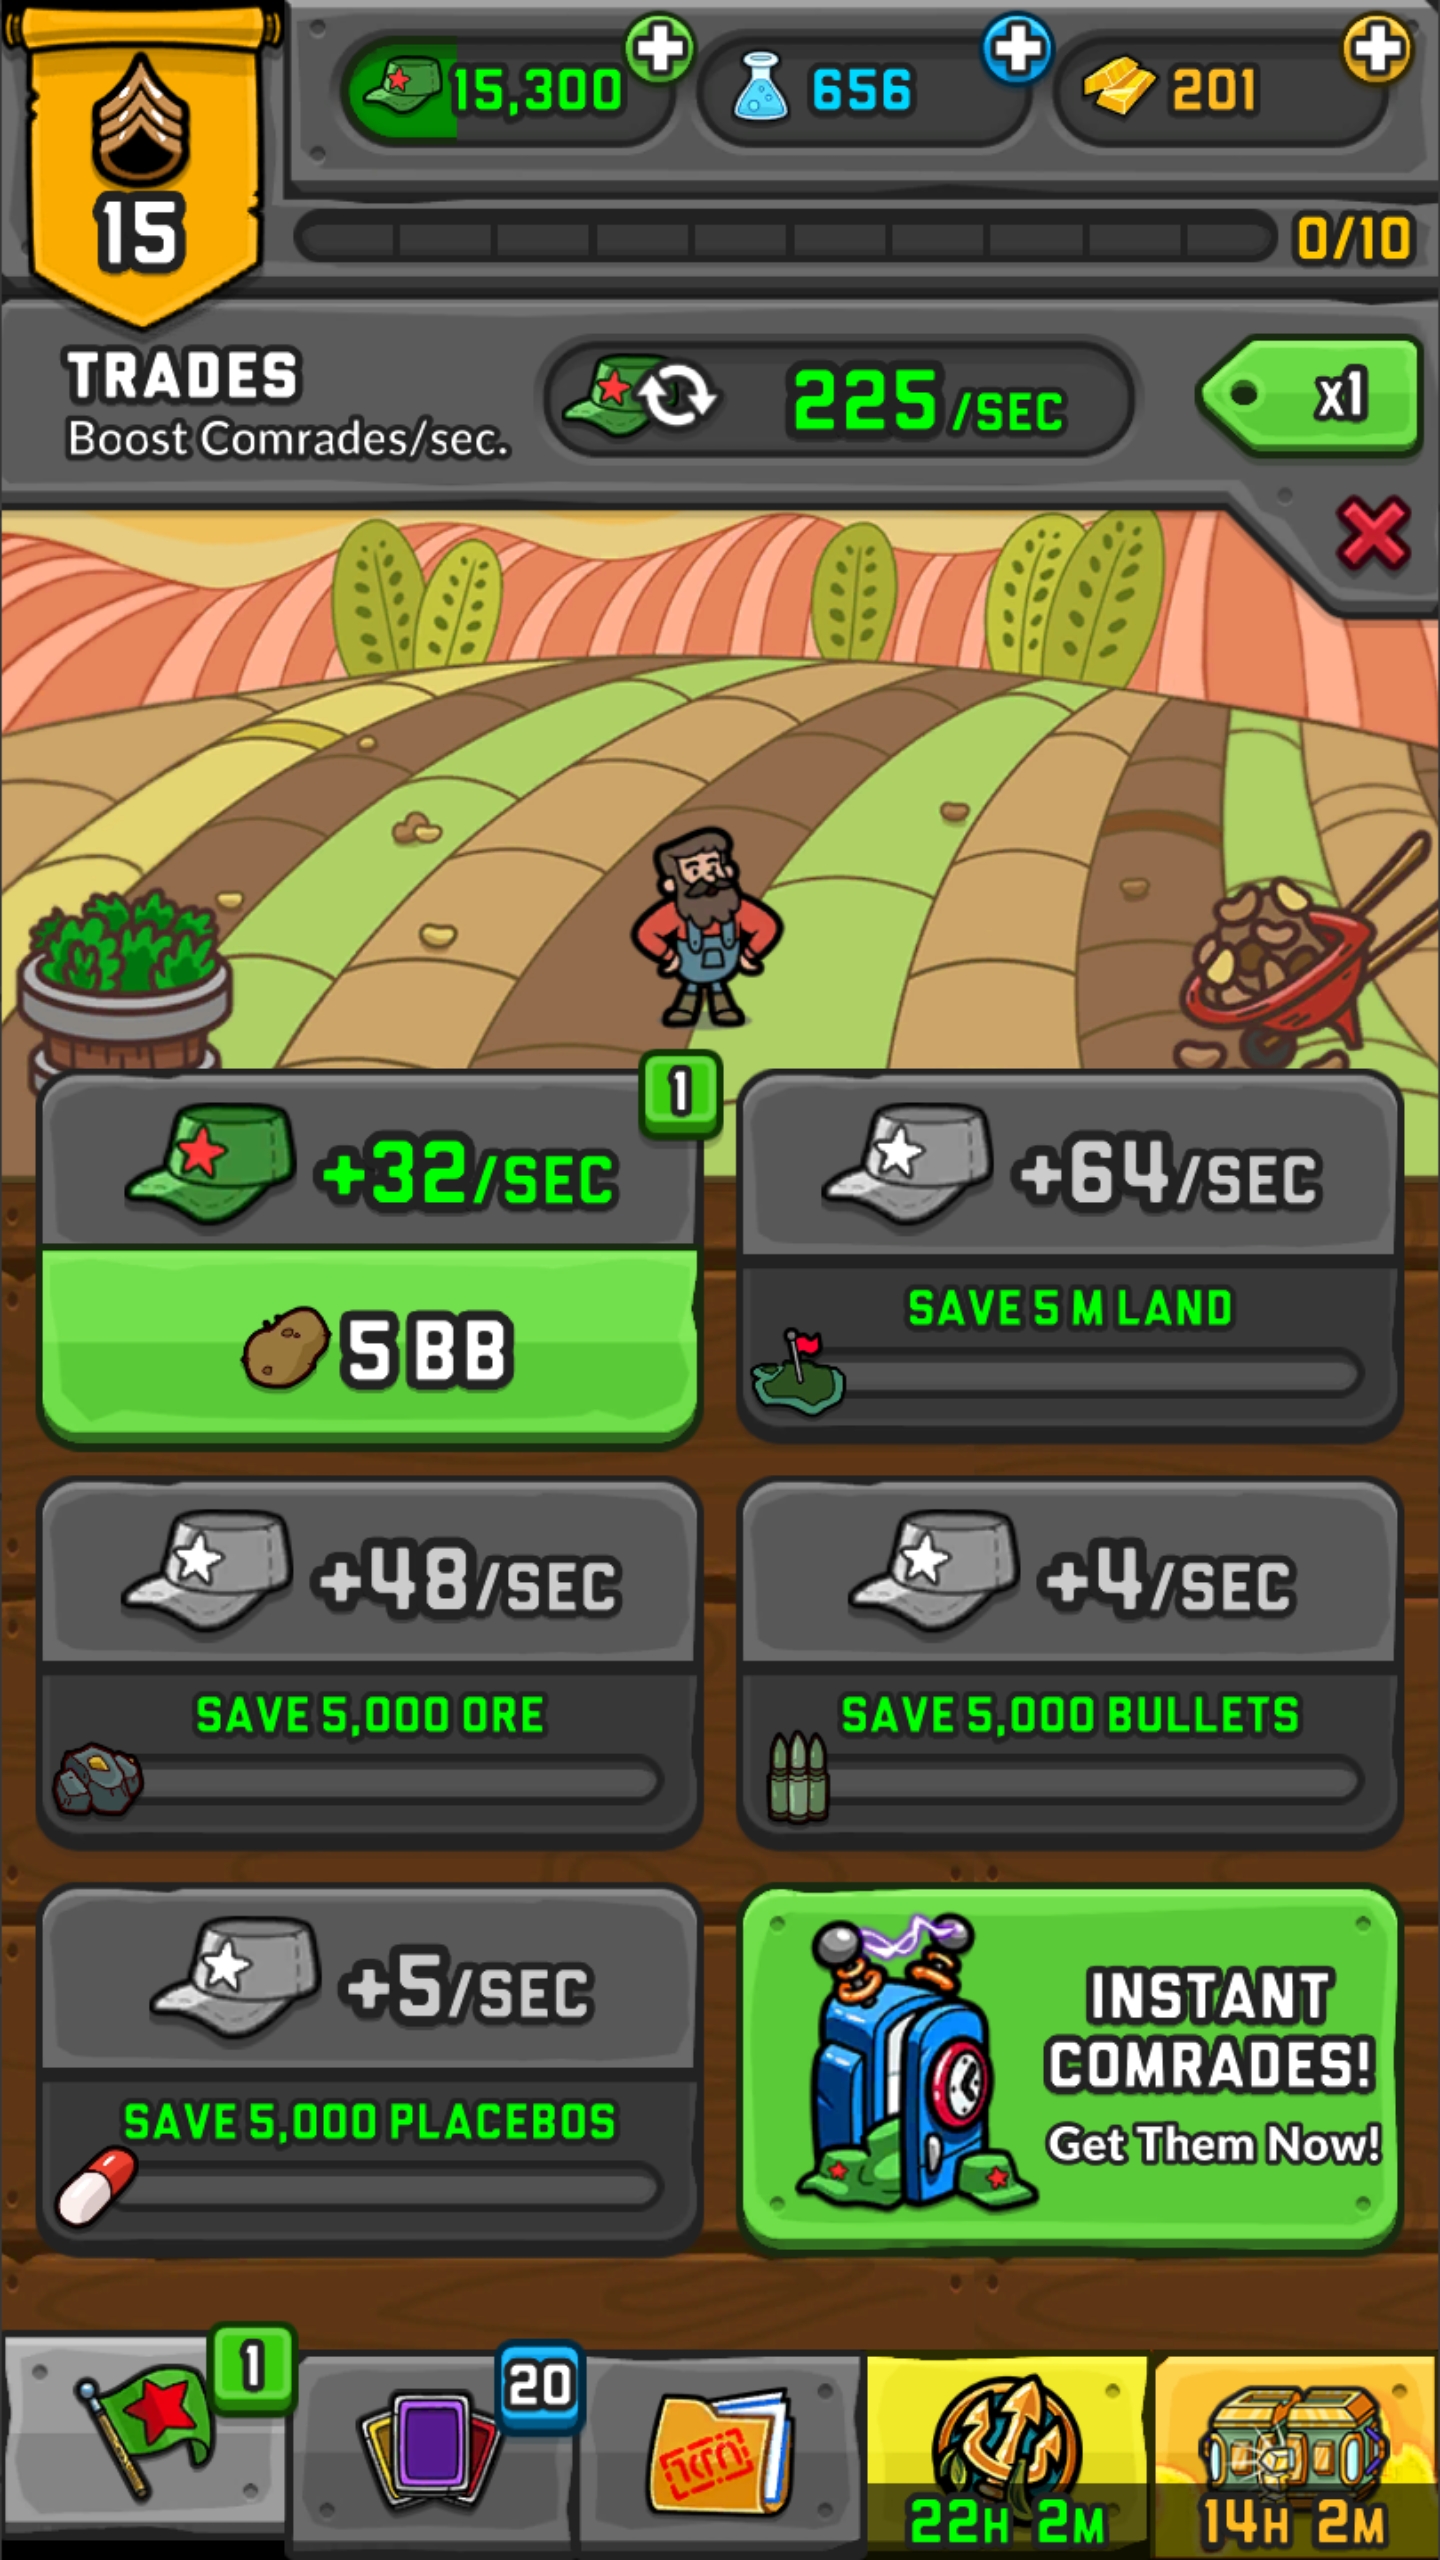 15,300
656
201
15
0/10
TRADES
Boost Comrades/sec.
225/SEC
x1
1
+32/SEC
5 BB
+64/SEC
SAVE 5 M LAND
+48/SEC
SAVE 5,000 ORE
+4/SEC
SAVE 5,000 BULLETS
+5/SEC
SAVE 5,000 PLACEBOS
INSTANT
COMRADES!
Get Them Now!
1
20
22H 2M
14H 2M